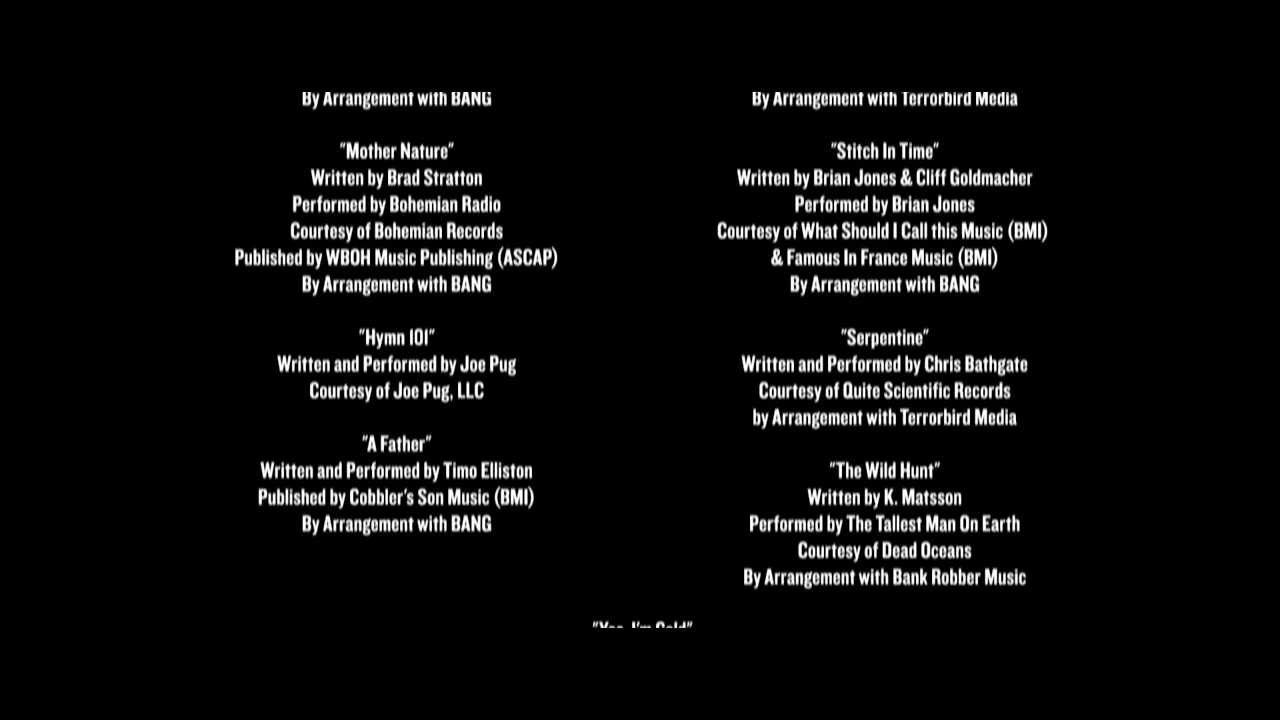 By Arrangement with BANG
"Mother Nature"
Written by Brad Stratton
Performed by Bohemian Radio
Courtesy of Bohemian Records
Published by WBOH Music Publishing (ASCAP)
By Arrangement with BANG
"Hymn 101"
Written and Performed by Joe Pug
Courtesy of Joe Pug, LLC
"A Father"
Written and Performed by Timo Elliston
Published by Cobbler's Son Music (BMI)
By Arrangement with BANG
By Arrangement with Terrorbird Media
"Stitch In Time"
Written by Brian Jones & Cliff Goldmacher
Performed by Brian Jones
Courtesy of What Should I Call this Music (BMI)
& Famous In France Music (BMI)
By Arrangement with BANG
"Serpentine"
Written and Performed by Chris Bathgate
Courtesy of Quite Scientific Records
by Arrangement with Terrorbird Media
"The Wild Hunt"
Written by K. Matsson
Performed by The Tallest Man On Earth
Courtesy of Dead Oceans
By Arrangement with Bank Robber Music